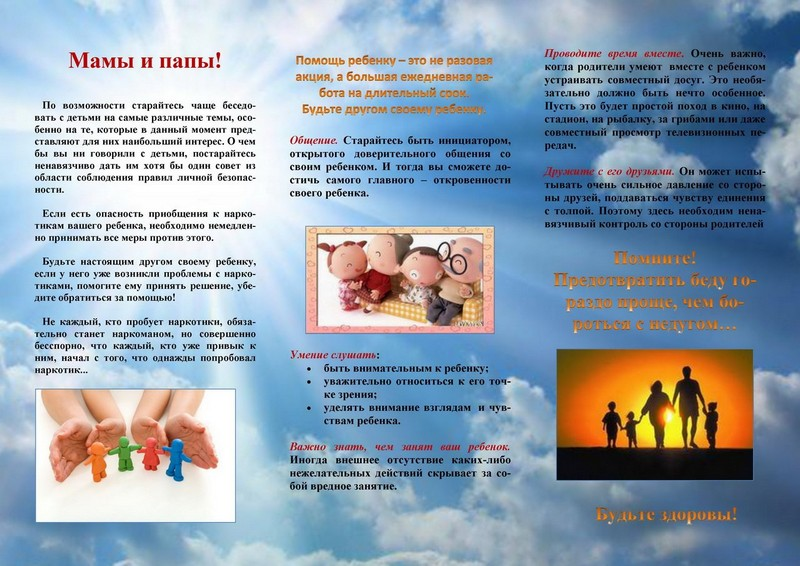 Мамы и папы!
По возможности старайтесь чаще беседо-
вать с детьми на самые различные темы, осо-
бенно на те, которые в данный момент пред-
ставляют для них наибольший интерес. О чем
бы вы ни говорили с детьми, постарайтесь
ненавязчиво дать им хотя бы один совет из
области соблюдения правил личной безопас-
ности.
Если есть опасность приобщения к нарко-
тикам вашего ребенка, необходимо немедлен-
но принимать все меры против этого.
Будьте настоящим другом своему ребенку,
если у него уже возникли проблемы с нарко-
тиками, помогите ему принять решение, убе-
дите обратиться за помощью!
Не каждый, кто пробует наркотики, обяза-
тельно станет наркоманом, но совершенно
бесспорно, что каждый, кто уже привык к
ним, начал с того, что однажды попробовал
наркотик...
Помощь ребенку – это не разовая
акция, а большая ежедневная ра-
бота на длительный срок.
Будьте другом своему ребенку.
Общение. Старайтесь быть инициатором,
открытого доверительного общения со
своим ребенком. И тогда вы сможете до-
стичь самого главного – откровенности
своего ребенка.
Умение слушать:
• быть внимательным к ребенку;
• уважительно относиться к его точ-
ке зрения;
• уделять внимание взглядам и чув-
ствам ребенка.
Важно знать, чем занят ваш ребенок.
Иногда внешнее отсутствие каких-либо
нежелательных действий скрывает за со-
бой вредное занятие.
Проводите время вместе. Очень важно,
когда родители умеют вместе с ребенком
устраивать совместный досуг. Это необя-
зательно должно быть нечто особенное.
Пусть это будет простой поход в кино, на
стадион, на рыбалку, за грибами или даже
совместный просмотр телевизионных пе-
редач.
Дружите с его друзьями. Он может испы-
тывать очень сильное давление со сторо-
ны друзей, поддаваться чувству единения
с толпой. Поэтому здесь необходим нена-
вязчивый контроль со стороны родителей
Помните!
Предотвратить беду го-
раздо проще, чем бо-
роться с недугом…
Будьте здоровы!